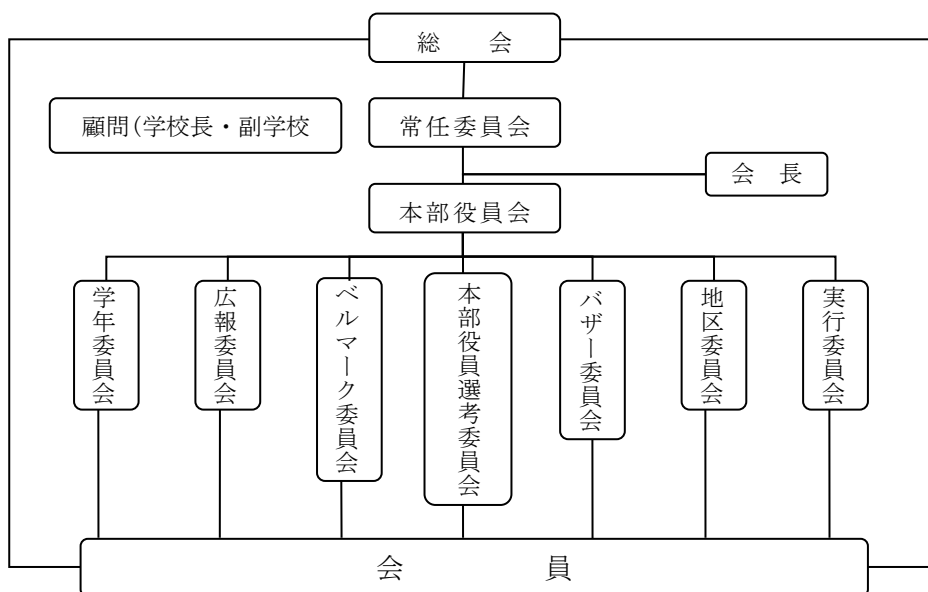 総　会
顧問(学校長・副学校
常任委員会
会　長
本部役員会
学年委員会
広報委員会
ベルマーク委員会
本部役員選考委員会
バザー委員会
地区委員会
実行委員会
会　員